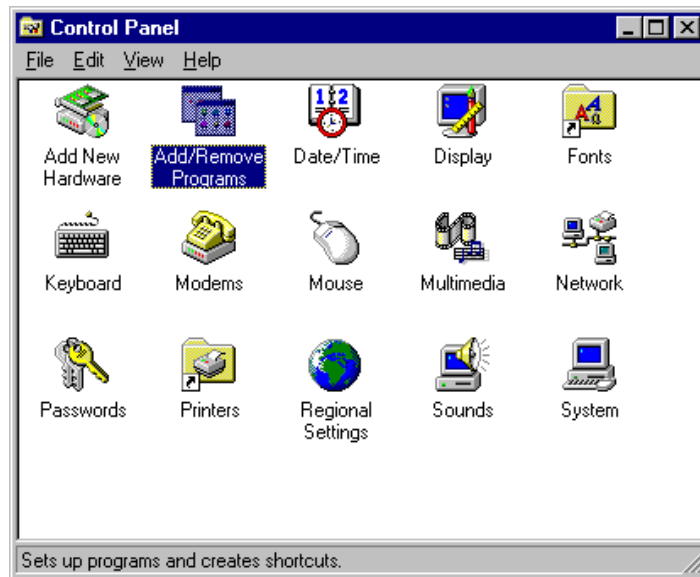 Control Panel
File Edit View Help
Add New Hardware
Add/Remove Programs
Date/Time
Display
Fonts
Keyboard
Modems
Mouse
Multimedia
Network
Passwords
Printers
Regional Settings
Sounds
System
Sets up programs and creates shortcuts.